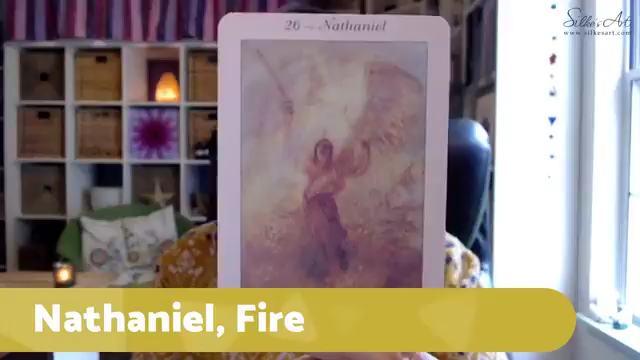 Silke's Art
www.silkesart.com
26 Nathaniel
Nathaniel, Fire